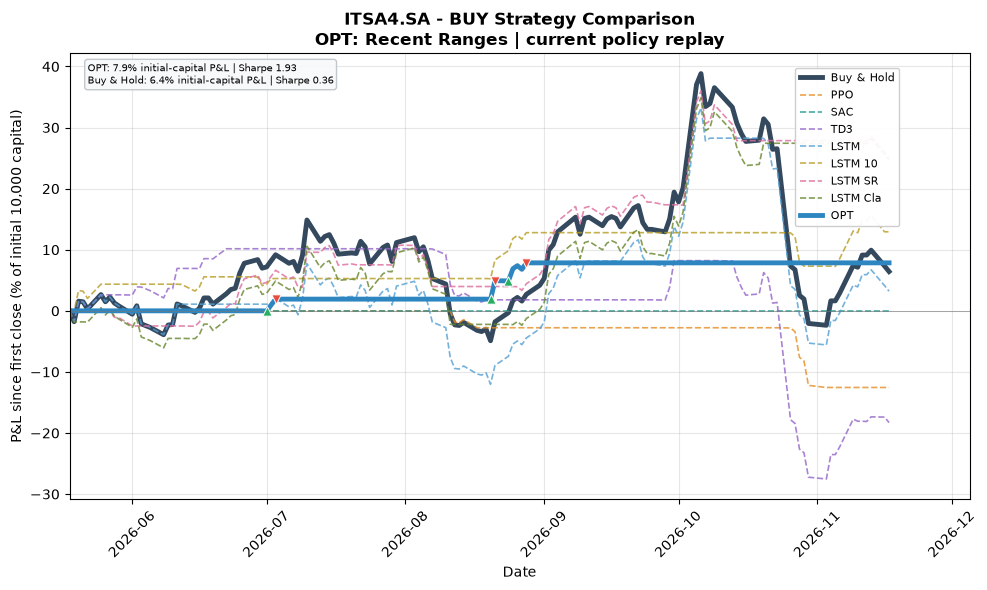 ITSA4.SA - BUY Strategy Comparison
OPT: Recent Ranges | current policy replay
OPT: 7.9% initial-capital P&L | Sharpe 1.93
Buy & Hold: 6.4% initial-capital P&L | Sharpe 0.36
Buy & Hold
PPO
SAC
TD3
LSTM
LSTM 10
LSTM SR
LSTM Cla
OPT
P&L since first close (% of initial 10,000 capital)
40
30
20
10
0
−10
−20
−30
2026-06
2026-07
2026-08
2026-09
2026-10
2026-11
2026-12
Date